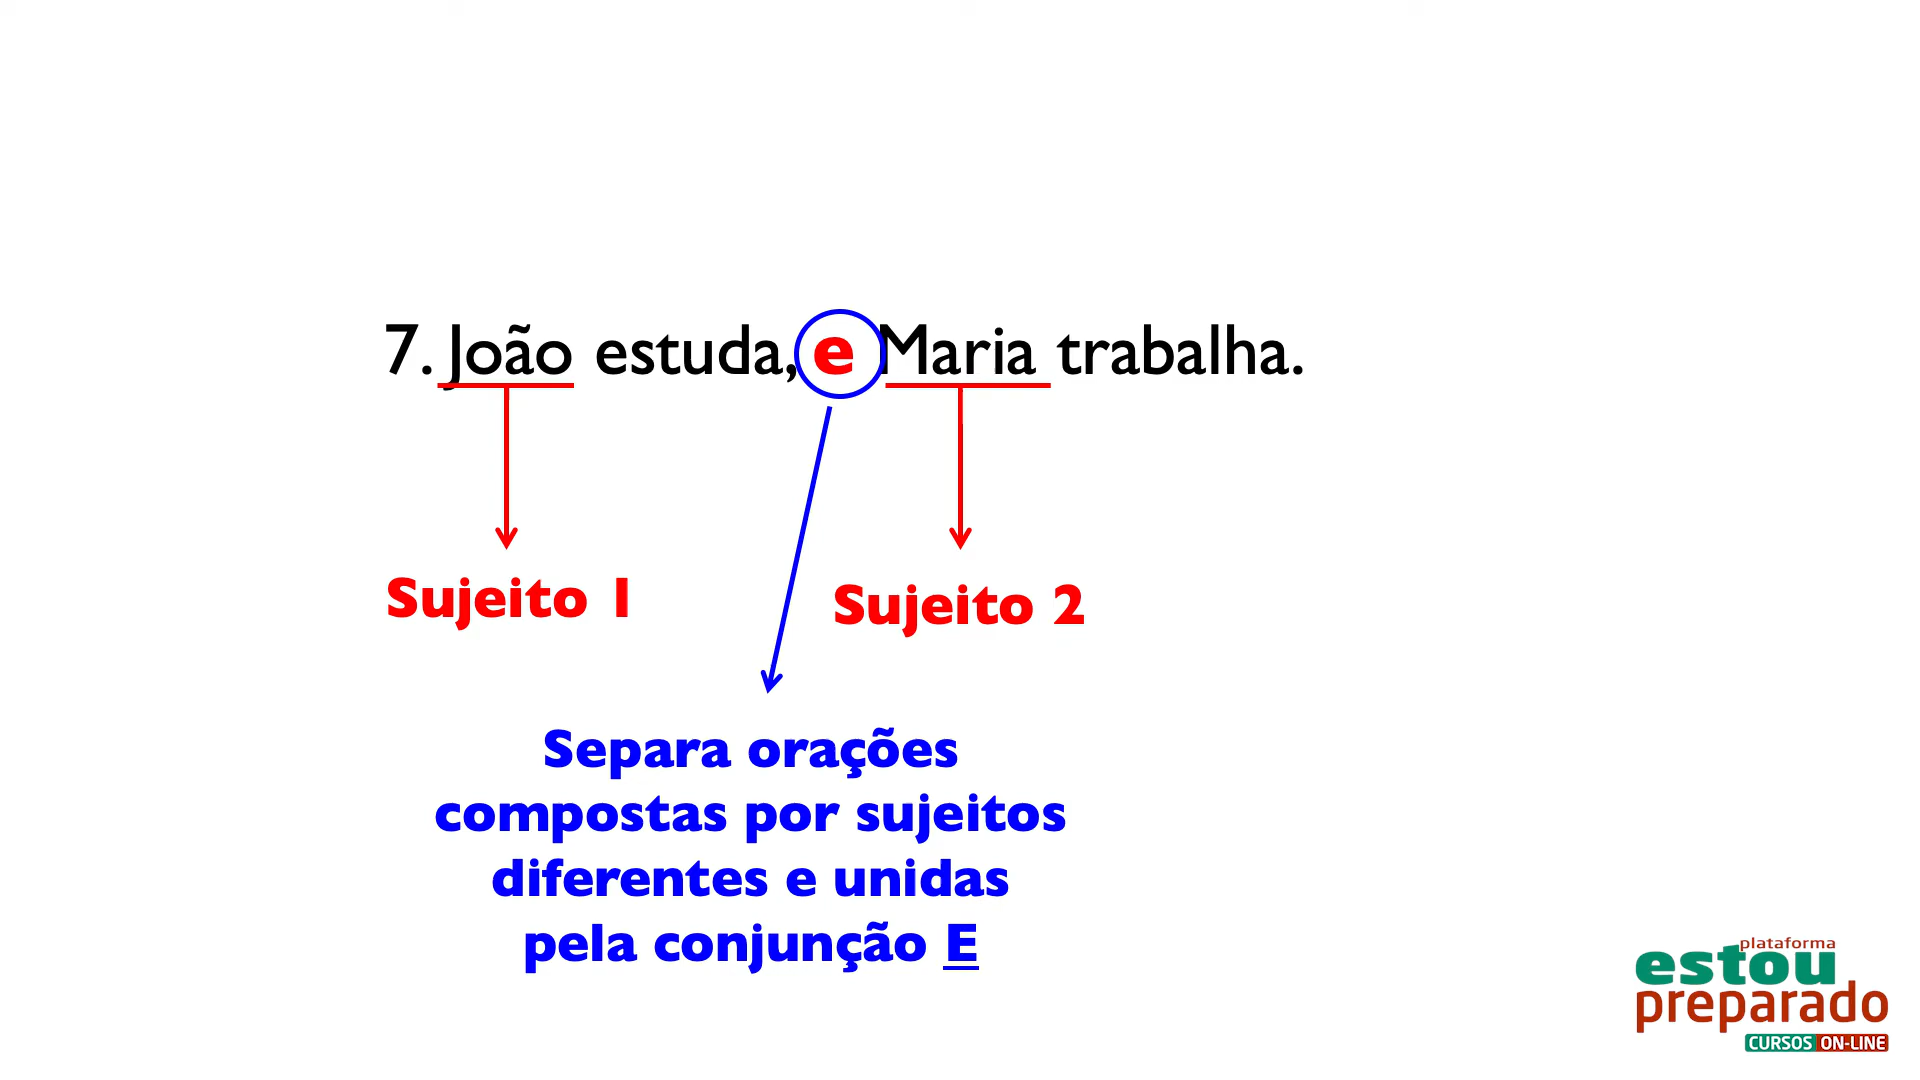 7. João estuda, e Maria trabalha.
Sujeito 1
Sujeito 2
Separa orações
compostas por sujeitos
diferentes e unidas
pela conjunção E
plataforma
estou
preparado
CURSOS ON-LINE